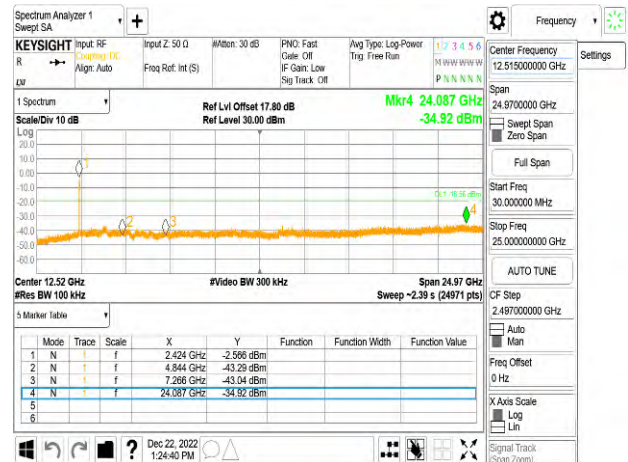 Spectrum Analyzer 1
Swept SA
+
Frequency
KEYSIGHT Input: RF Input Z: 50 Ω #Atten: 30 dB PNO: Fast Avg Type: Log-Power 1 2 3 4 5 6
R Coupling: DC Gate: Off Trig: Free Run M W W W W W
Align: Auto Freq Ref: Int (S) IF Gain: Low
Sig Track: Off P N N N N N
LXI
1 Spectrum
Ref Lvl Offset 17.80 dB
Mkr4 24.087 GHz
Scale/Div 10 dB
Ref Level 30.00 dBm
-34.92 dBm
Log
20.0
10.0
0.00
-10.0
-20.0
-30.0
-40.0
-50.0
-60.0
1
2
3
4
Center 12.52 GHz #Video BW 300 kHz Span 24.97 GHz
#Res BW 100 kHz Sweep ~2.39 s (24971 pts)
5 Marker Table
Mode Trace Scale X Y Function Function Width Function Value
1 N 1 f 2.424 GHz -2.566 dBm
2 N 1 f 4.844 GHz -43.29 dBm
3 N 1 f 7.266 GHz -43.04 dBm
4 N 1 f 24.087 GHz -34.92 dBm
5
6
?
Dec 22, 2022
1:24:40 PM
Center Frequency
12.515000000 GHz
Settings
Span
24.9700000 GHz
Swept Span
Zero Span
Full Span
Start Freq
30.000000 MHz
Stop Freq
25.000000000 GHz
AUTO TUNE
CF Step
2.497000000 GHz
Auto
Man
Freq Offset
0 Hz
X Axis Scale
Log
Lin
Signal Track
(Span Zoom)